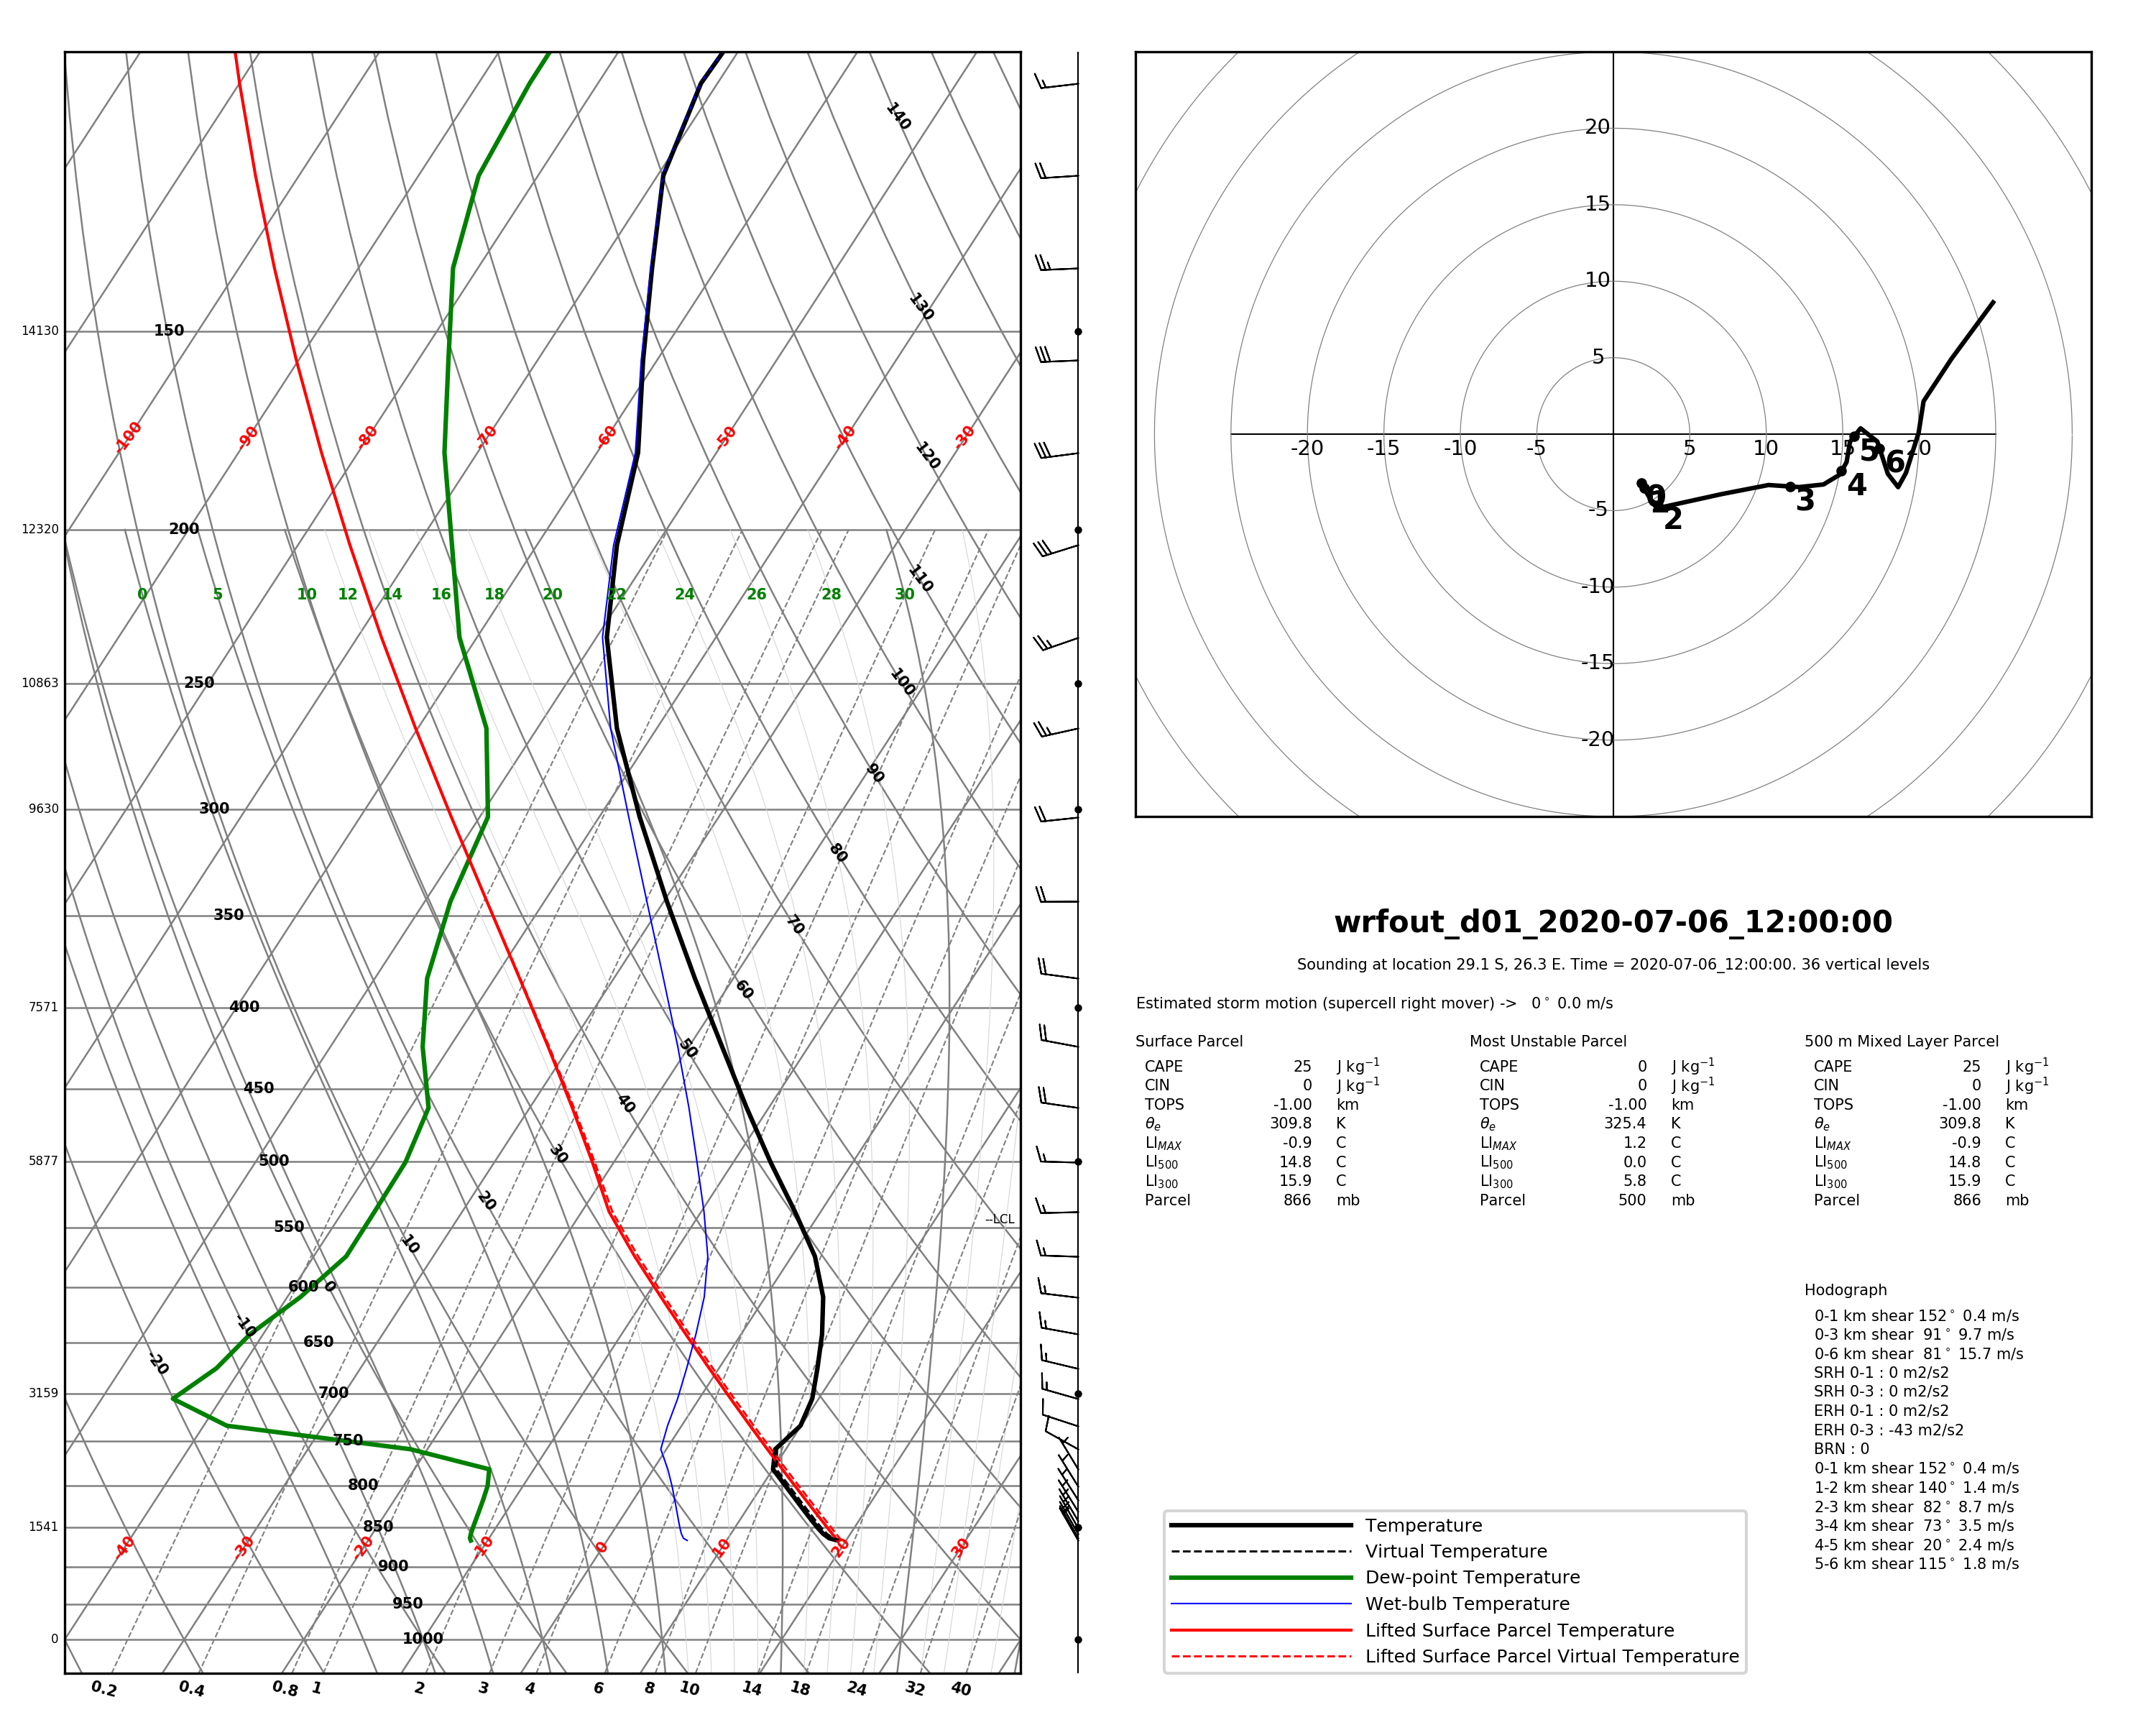 140
130
14130 150
-100 -90 -80 -70 -60 -50 -40 -30
120
12320 200
110
0 5 10 12 14 16 18 20 22 24 26 28 30
10863 250
100
90
9630 300
80
350
70
60
7571 400
50
450
40
30
5877 500
20
--LCL
550
10
600 0
-10
650
-20
3159 700
750
800
1541 850
-40 -30 -20 -10 0 10 20 30
900
950
0 1000
0.2 0.4 0.8 1 2 3 4 6 8 10 14 18 24 32 40
20
15
10
5
-20 -15 -10 -5 5 10 15 20
-5
-10
-15
-20
0 1 2 3 4 5 6
wrfout_d01_2020-07-06_12:00:00
Sounding at location 29.1 S, 26.3 E. Time = 2020-07-06_12:00:00. 36 vertical levels
Estimated storm motion (supercell right mover) -> 0° 0.0 m/s
Surface Parcel Most Unstable Parcel 500 m Mixed Layer Parcel
CAPE 25 J kg⁻¹ CAPE 0 J kg⁻¹ CAPE 25 J kg⁻¹
CIN 0 J kg⁻¹ CIN 0 J kg⁻¹ CIN 0 J kg⁻¹
TOPS -1.00 km TOPS -1.00 km TOPS -1.00 km
θe 309.8 K θe 325.4 K θe 309.8 K
LIMAX -0.9 C LIMAX 1.2 C LIMAX -0.9 C
LI500 14.8 C LI500 0.0 C LI500 14.8 C
LI300 15.9 C LI300 5.8 C LI300 15.9 C
Parcel 866 mb Parcel 500 mb Parcel 866 mb
Hodograph
0-1 km shear 152° 0.4 m/s
0-3 km shear 91° 9.7 m/s
0-6 km shear 81° 15.7 m/s
SRH 0-1 : 0 m2/s2
SRH 0-3 : 0 m2/s2
ERH 0-1 : 0 m2/s2
ERH 0-3 : -43 m2/s2
BRN : 0
0-1 km shear 152° 0.4 m/s
1-2 km shear 140° 1.4 m/s
2-3 km shear 82° 8.7 m/s
3-4 km shear 73° 3.5 m/s
4-5 km shear 20° 2.4 m/s
5-6 km shear 115° 1.8 m/s
Temperature
Virtual Temperature
Dew-point Temperature
Wet-bulb Temperature
Lifted Surface Parcel Temperature
Lifted Surface Parcel Virtual Temperature